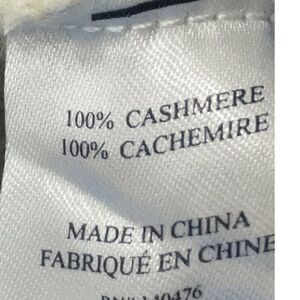 100% CASHMERE
100% CACHEMIRE
MADE IN CHINA
FABRIQUÉ EN CHINE